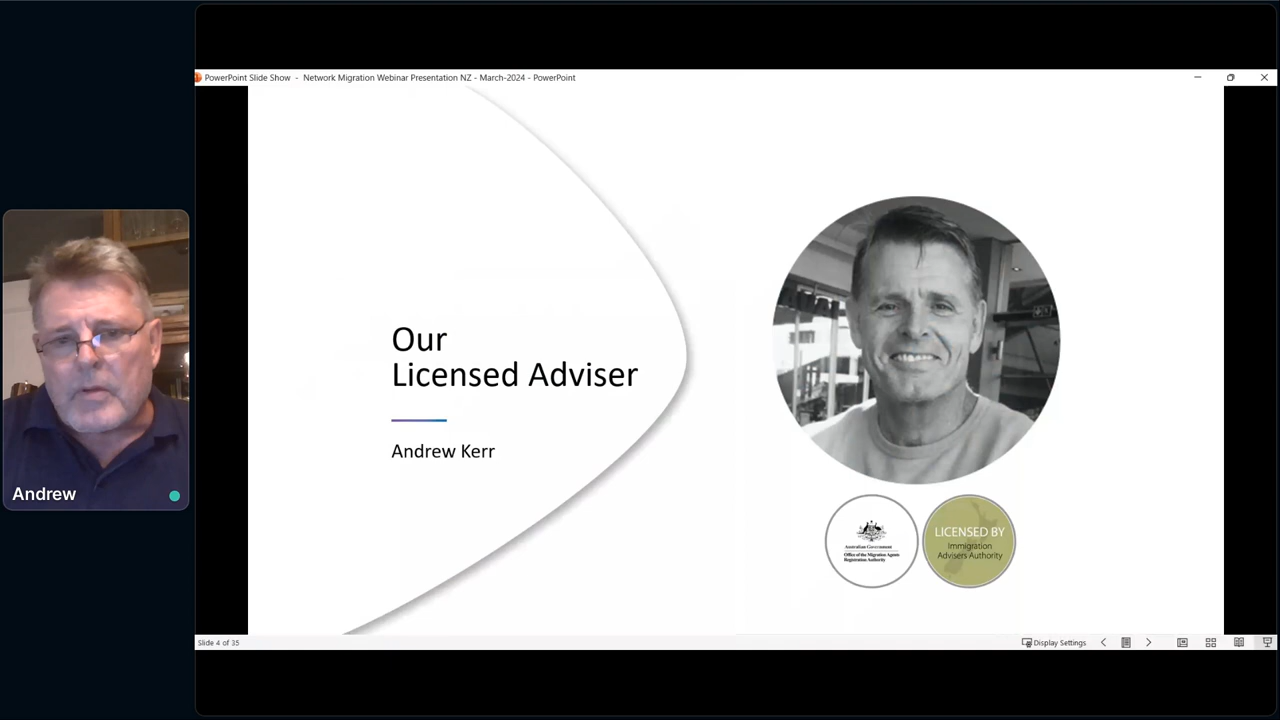 PowerPoint Slide Show - Network Migration Webinar Presentation NZ - March-2024 - PowerPoint
Our
Licensed Adviser
Andrew Kerr
Andrew
Australian Government
Office of the Migration Agents
Registration Authority
LICENSED BY
Immigration
Advisers Authority
Slide 4 of 35
Display Settings